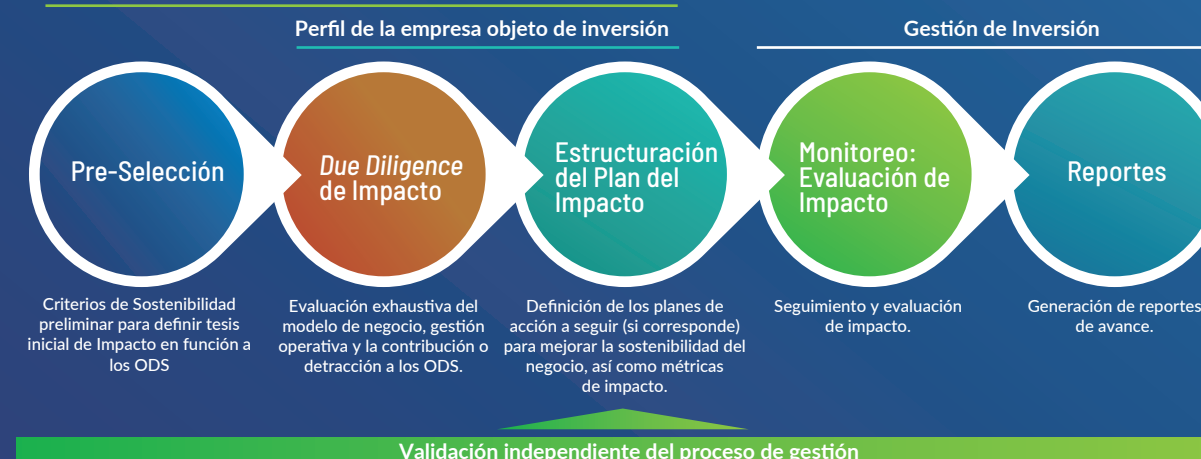 Perfil de la empresa objeto de inversión
Gestión de Inversión
Pre-Selección
Due Diligence
de Impacto
Estructuración
del Plan del
Impacto
Monitoreo:
Evaluación de
Impacto
Reportes
Criterios de Sostenibilidad
preliminar para definir tesis
inicial de Impacto en función a
los ODS
Evaluación exhaustiva del
modelo de negocio, gestión
operativa y la contribución o
detracción a los ODS.
Definición de los planes de
acción a seguir (si corresponde)
para mejorar la sostenibilidad del
negocio, así como métricas
de impacto.
Seguimiento y evaluación
de impacto.
Generación de reportes
de avance.
Validación independiente del proceso de gestión